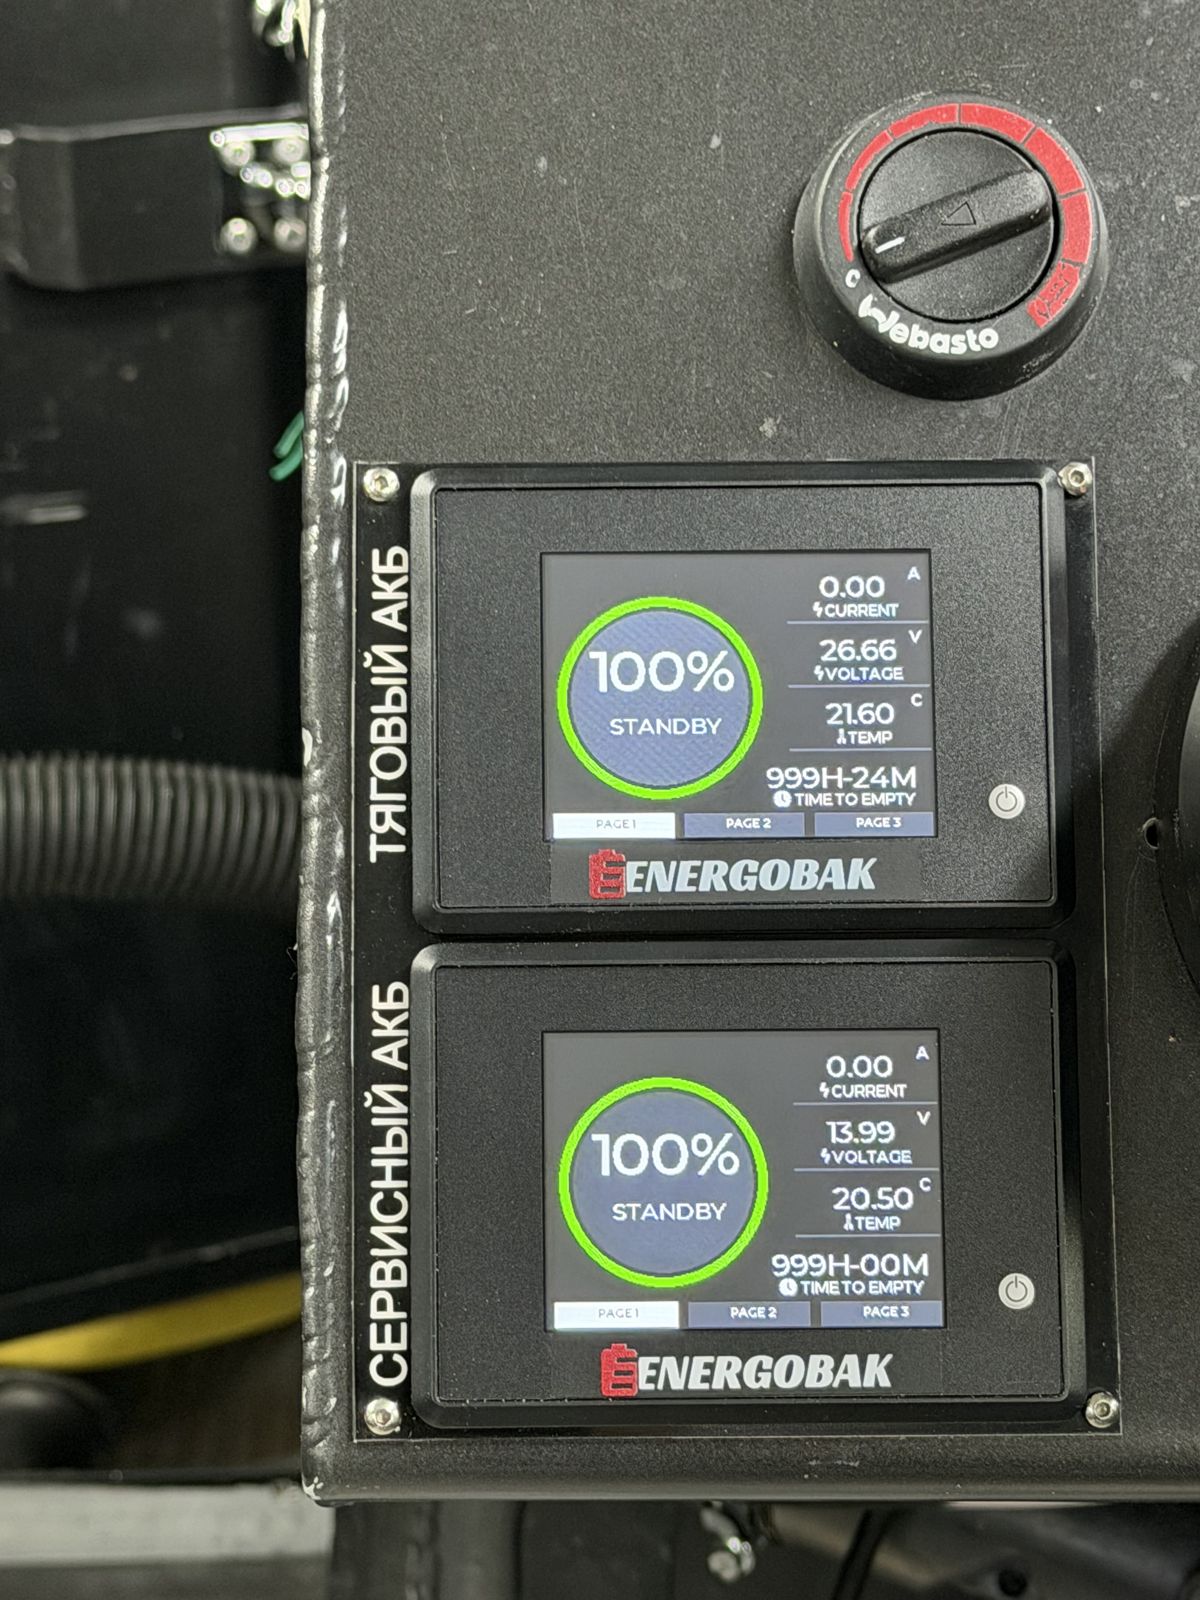 C
Webasto
ТЯГОВЫЙ АКБ
0.00 A
CURRENT
26.66 V
VOLTAGE
100%
STANDBY
21.60 C
TEMP
999H-24M
TIME TO EMPTY
PAGE 1 PAGE 2 PAGE 3
ENERGOBAK
СЕРВИСНЫЙ АКБ
0.00 A
CURRENT
13.99 V
VOLTAGE
100%
STANDBY
20.50 C
TEMP
999H-00M
TIME TO EMPTY
PAGE 1 PAGE 2 PAGE 3
ENERGOBAK